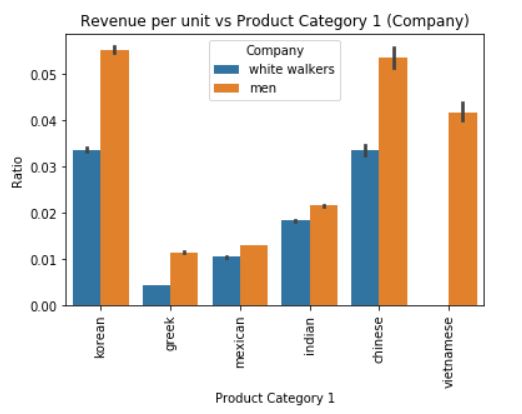 Revenue per unit vs Product Category 1 (Company)
Company
white walkers
men
Ratio
0.05
0.04
0.03
0.02
0.01
0.00
korean
greek
mexican
indian
chinese
vietnamese
Product Category 1